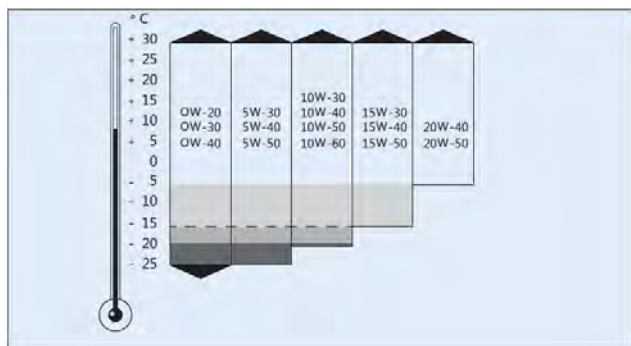 ° C
+ 30
+ 25
+ 20
+ 15
+ 10
+ 5
0
- 5
- 10
- 15
- 20
- 25
OW-20
OW-30
OW-40
5W-30
5W-40
5W-50
10W-30
10W-40
10W-50
10W-60
15W-30
15W-40
15W-50
20W-40
20W-50